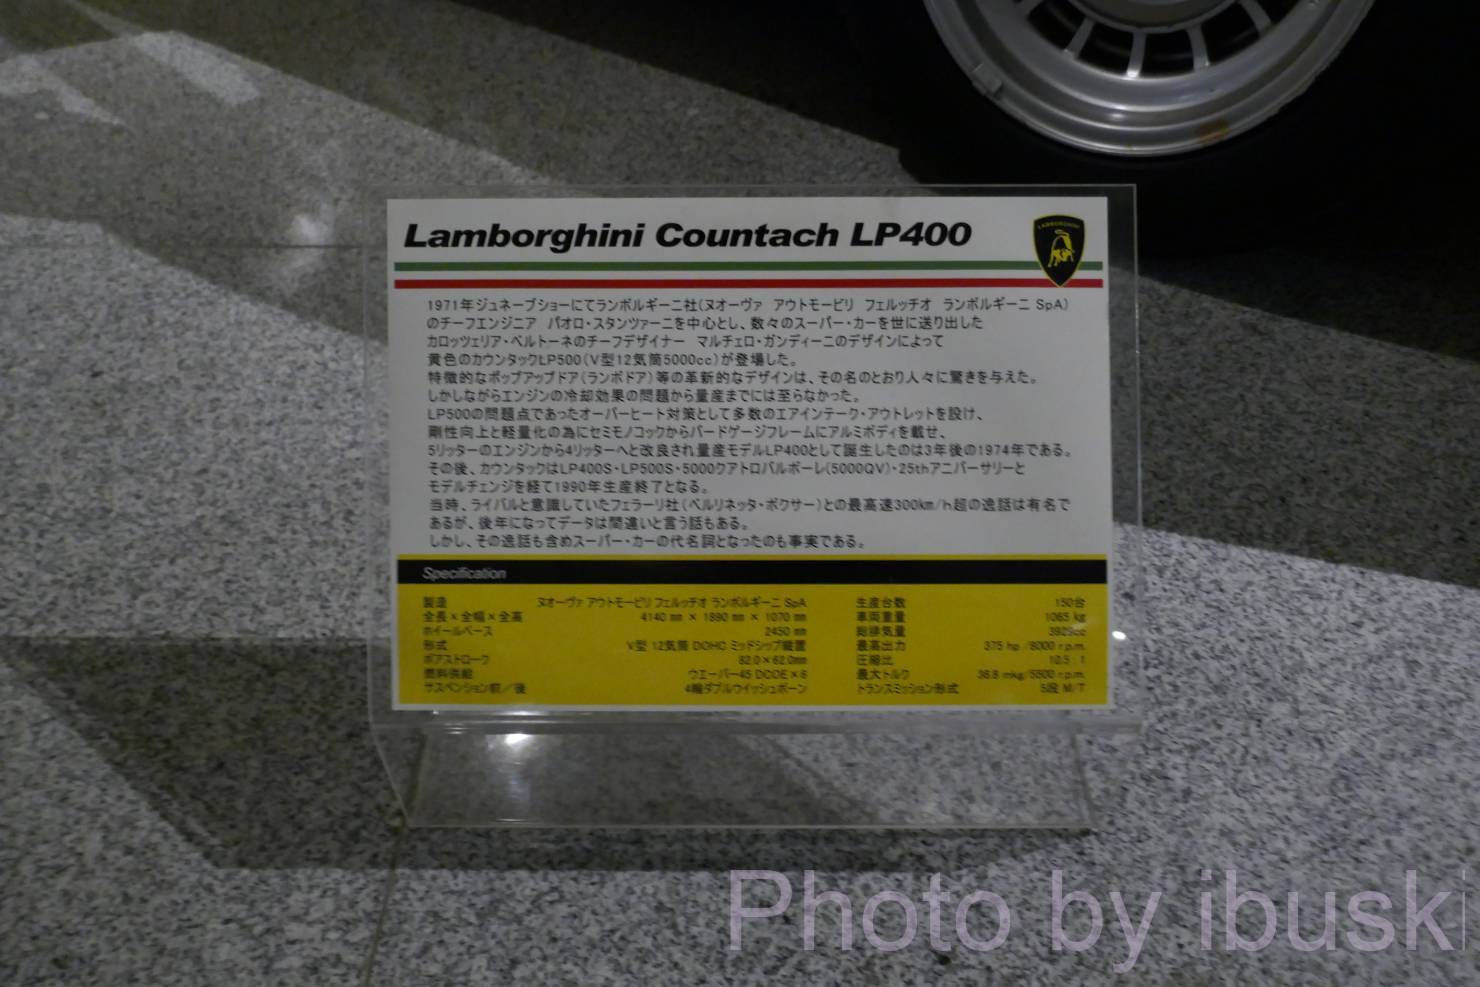 Lamborghini Countach LP400
LAMBORGHINI
1971年ジュネーブショーにてランボルギーニ社(ヌオーヴァ アウトモービリ フェルッチオ ランボルギーニ SpA)
のチーフエンジニア パオロ・スタンツァーニを中心とし、数々のスーパー・カーを世に送り出した
カロッツェリア・ベルトーネのチーフデザイナー マルチェロ・ガンディーニのデザインによって
黄色のカウンタックLP500(V型12気筒5000cc)が登場した。
特徴的なポップアップドア(ランボドア)等の革新的なデザインは、その名のとおり人々に驚きを与えた。
しかしながらエンジンの冷却効果の問題から量産までには至らなかった。
LP500の問題点であったオーバーヒート対策として多数のエアインテーク・アウトレットを設け、
剛性向上と軽量化の為にセミモノコックからバードゲージフレームにアルミボディを載せ、
5リッターのエンジンから4リッターへと改良され量産モデルLP400として誕生したのは3年後の1974年である。
その後、カウンタックはLP400S・LP500S・5000クアトロバルボーレ(5000QV)・25thアニバーサリーと
モデルチェンジを経て1990年生産終了となる。
当時、ライバルと意識していたフェラーリ社(ベルリネッタ・ボクサー)との最高速300km/h超の逸話は有名で
あるが、後年になってデータは間違いと言う話もある。
しかし、その逸話も含めスーパー・カーの代名詞となったのも事実である。
Specification
製造 ヌオーヴァ アウトモービリ フェルッチオ ランボルギーニ SpA 生産台数 150台
全長×全幅×全高 4140 ㎜ × 1890 ㎜ × 1070 ㎜ 車両重量 1065 kg
ホイールベース 2450 ㎜ 総排気量 3929cc
形式 V型 12気筒 DOHC ミッドシップ縦置 最高出力 375 hp /8000 r.p.m.
ボアストローク 82.0×62.0㎜ 圧縮比 10.5 : 1
燃料供給 ウエーバー45 DCOE×6 最大トルク 36.8 mkg/5500 r.p.m.
サスペンション前/後 4輪ダブルウイッシュボーン トランスミッション形式 5段 M/T
Photo by ibuski